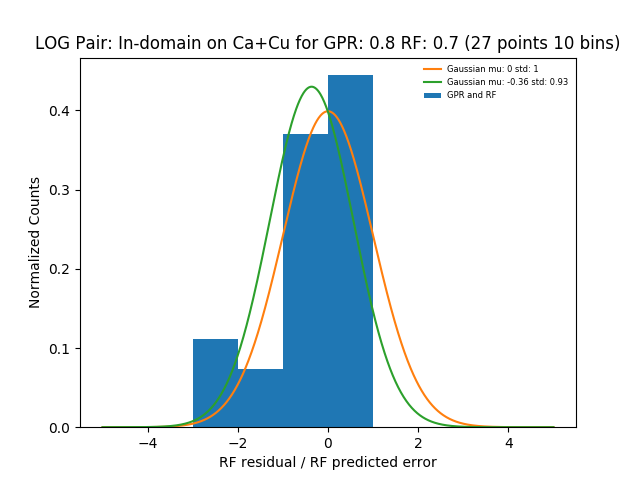 LOG Pair: In-domain on Ca+Cu for GPR: 0.8 RF: 0.7 (27 points 10 bins)
Gaussian mu: 0 std: 1
Gaussian mu: -0.36 std: 0.93
GPR and RF
Normalized Counts
0.4
0.3
0.2
0.1
0.0
−4 −2 0 2 4
RF residual / RF predicted error